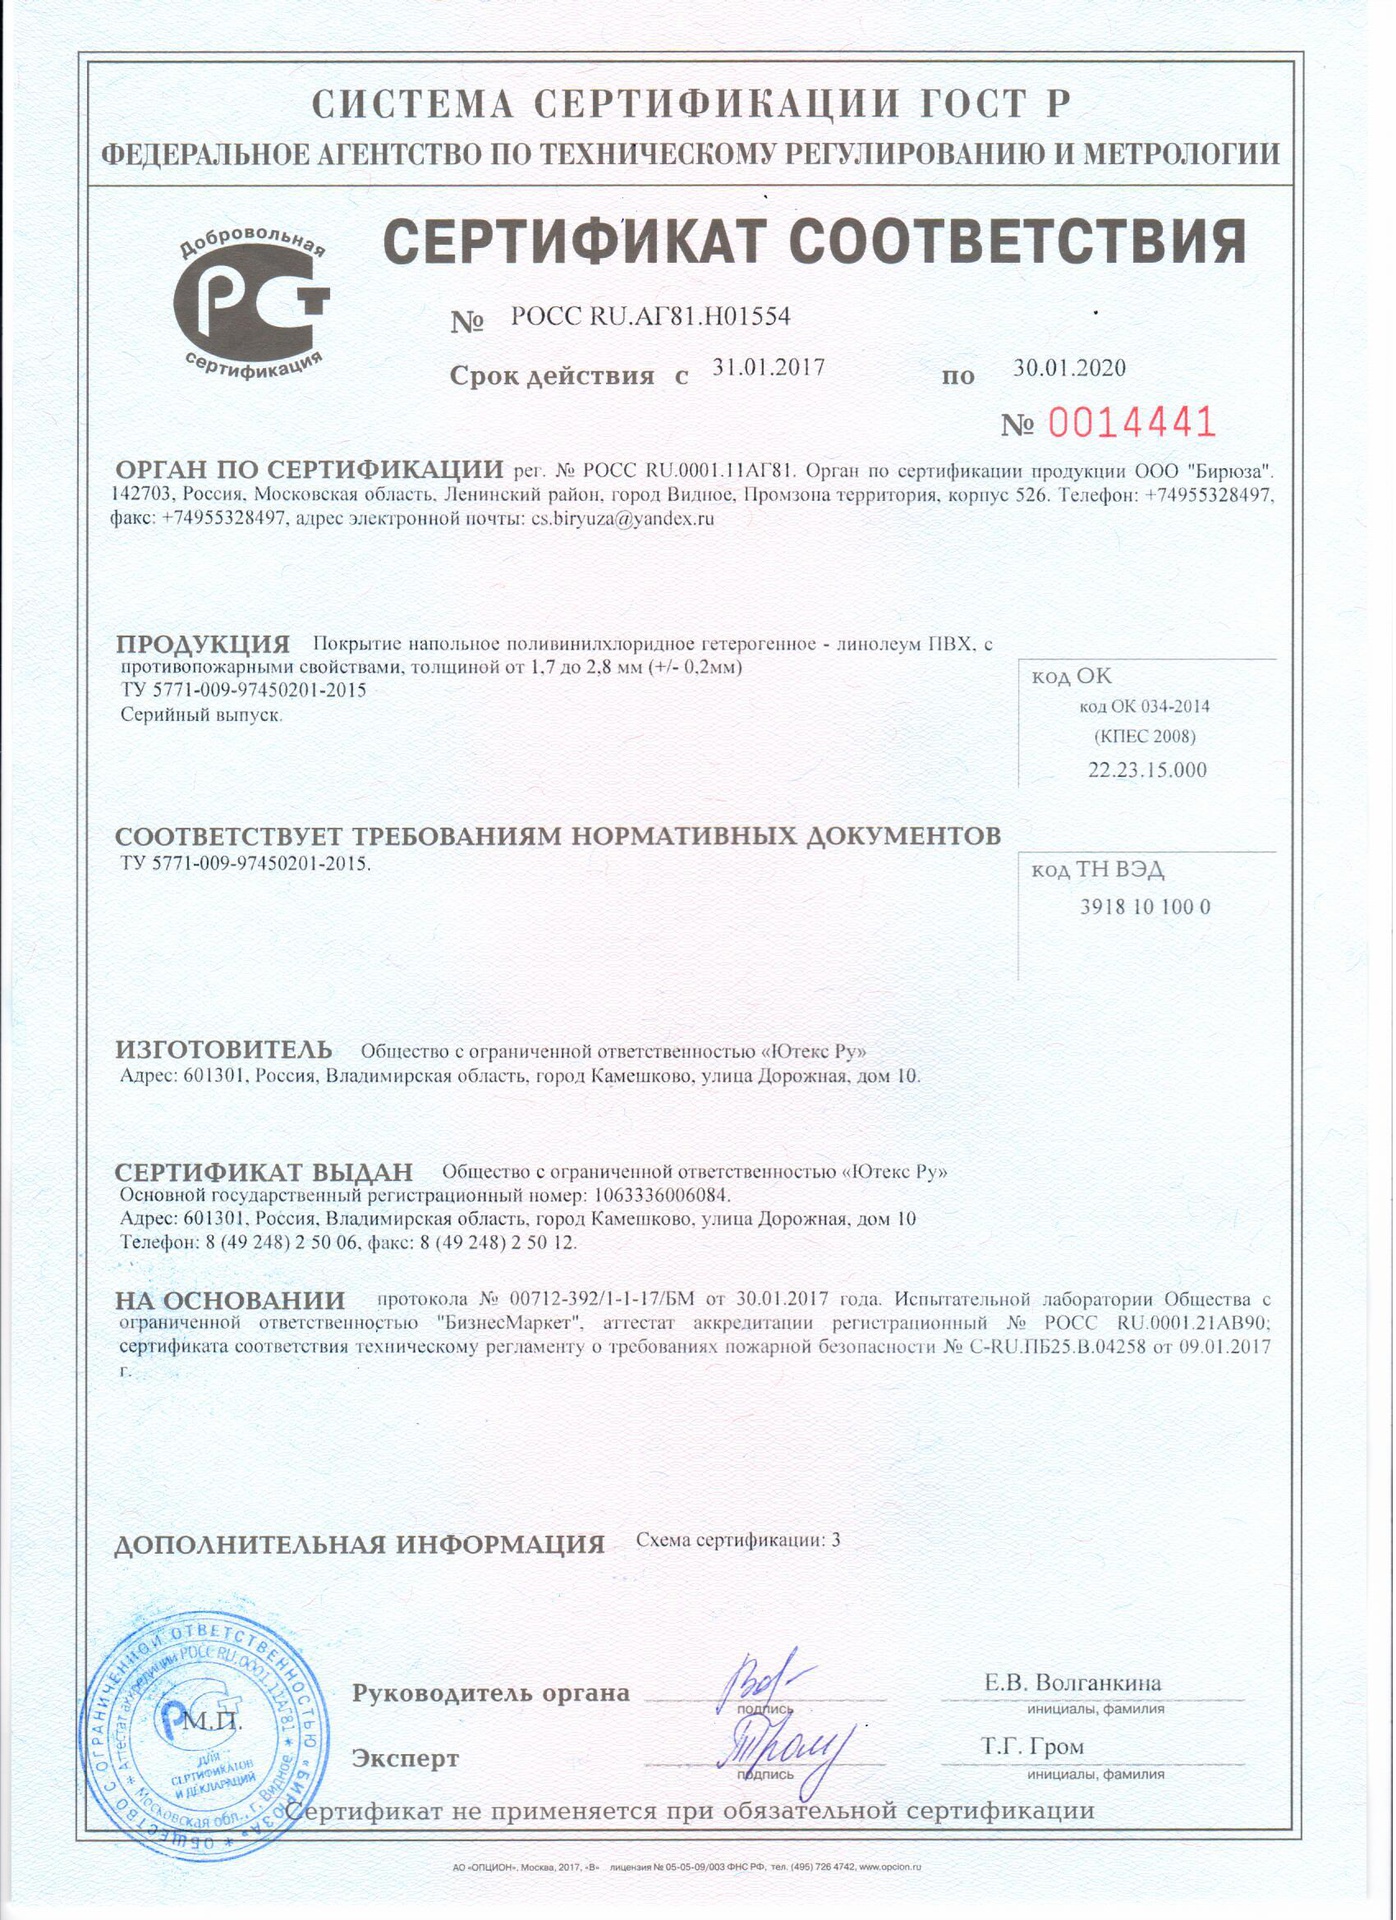 СИСТЕМА СЕРТИФИКАЦИИ ГОСТ Р
ФЕДЕРАЛЬНОЕ АГЕНТСТВО ПО ТЕХНИЧЕСКОМУ РЕГУЛИРОВАНИЮ И МЕТРОЛОГИИ
Добровольная
РСТ
сертификация
СЕРТИФИКАТ СООТВЕТСТВИЯ
№ РОСС RU.АГ81.Н01554
Срок действия с 31.01.2017 по 30.01.2020
№ 0014441
ОРГАН ПО СЕРТИФИКАЦИИ рег. № РОСС RU.0001.11АГ81. Орган по сертификации продукции ООО "Бирюза".
142703, Россия, Московская область, Ленинский район, город Видное, Промзона территория, корпус 526. Телефон: +74955328497,
факс: +74955328497, адрес электронной почты: cs.biryuza@yandex.ru
ПРОДУКЦИЯ Покрытие напольное поливинилхлоридное гетерогенное - линолеум ПВХ, с
противопожарными свойствами, толщиной от 1,7 до 2,8 мм (+/- 0,2мм)
ТУ 5771-009-97450201-2015
Серийный выпуск.
код ОК
код ОК 034-2014
(КПЕС 2008)
22.23.15.000
СООТВЕТСТВУЕТ ТРЕБОВАНИЯМ НОРМАТИВНЫХ ДОКУМЕНТОВ
ТУ 5771-009-97450201-2015.
код ТН ВЭД
3918 10 100 0
ИЗГОТОВИТЕЛЬ Общество с ограниченной ответственностью «Ютекс Ру»
Адрес: 601301, Россия, Владимирская область, город Камешково, улица Дорожная, дом 10.
СЕРТИФИКАТ ВЫДАН Общество с ограниченной ответственностью «Ютекс Ру»
Основной государственный регистрационный номер: 1063336006084.
Адрес: 601301, Россия, Владимирская область, город Камешково, улица Дорожная, дом 10
Телефон: 8 (49 248) 2 50 06, факс: 8 (49 248) 2 50 12.
НА ОСНОВАНИИ протокола № 00712-392/1-1-17/БМ от 30.01.2017 года. Испытательной лаборатории Общества с
ограниченной ответственностью "БизнесМаркет", аттестат аккредитации регистрационный № РОСС RU.0001.21АВ90;
сертификата соответствия техническому регламенту о требованиях пожарной безопасности № C-RU.ПБ25.В.04258 от 09.01.2017
г.
ДОПОЛНИТЕЛЬНАЯ ИНФОРМАЦИЯ Схема сертификации: 3
ОБЩЕСТВО С ОГРАНИЧЕННОЙ ОТВЕТСТВЕННОСТЬЮ «БИРЮЗА» *
* Аттестат аккредитации РОСС RU.0001.11АГ81 *
Московская обл., г. Видное
РСТ
М.П.
ДЛЯ
СЕРТИФИКАТОВ
И ДЕКЛАРАЦИЙ
Руководитель органа
подпись
Е.В. Волганкина
инициалы, фамилия
Эксперт
подпись
Т.Г. Гром
инициалы, фамилия
Сертификат не применяется при обязательной сертификации
АО «ОПЦИОН», Москва, 2017, «В» лицензия № 05-05-09/003 ФНС РФ, тел. (495) 726 4742, www.opcion.ru